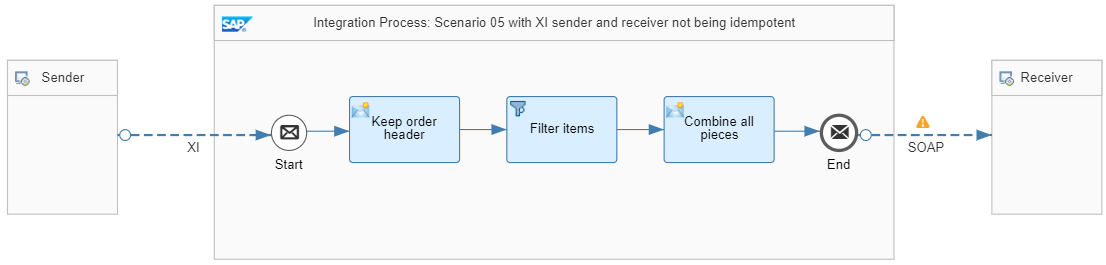 SAP
Integration Process: Scenario 05 with XI sender and receiver not being idempotent
Sender
Receiver
Keep order
header
Filter items
Combine all
pieces
XI
SOAP
Start
End